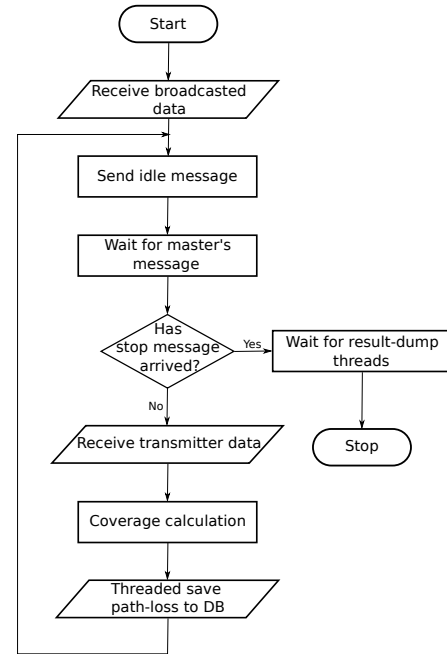 Start
Receive broadcasted
data
Send idle message
Wait for master's
message
Has
stop message
arrived?
Yes
Wait for result-dump
threads
No
Stop
Receive transmitter data
Coverage calculation
Threaded save
path-loss to DB